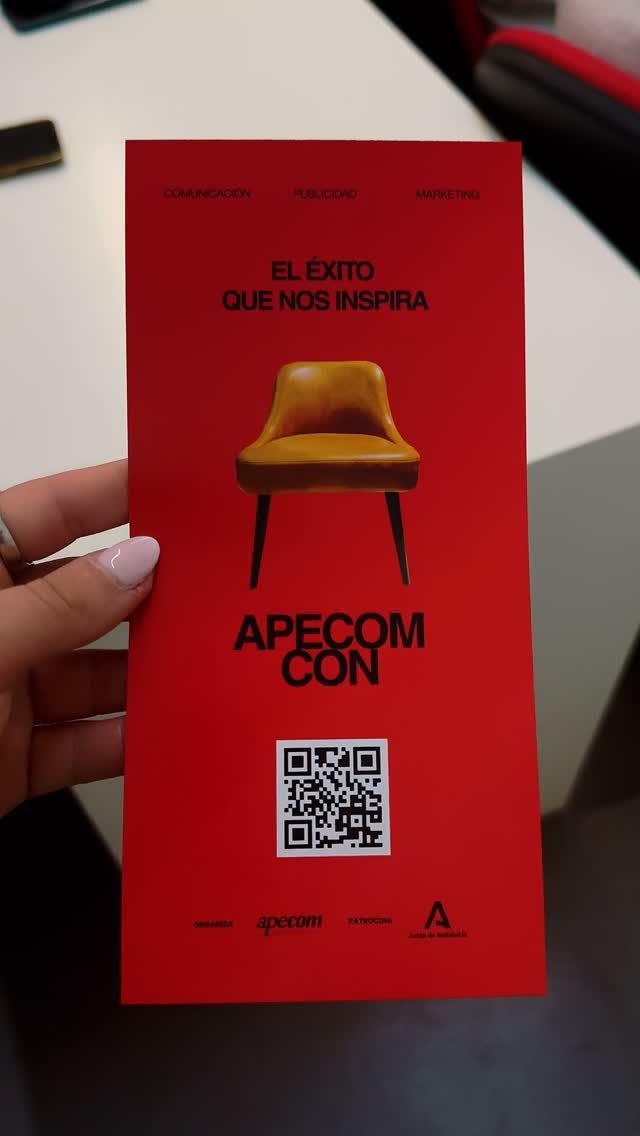 COMUNICACIÓN PUBLICIDAD MARKETING
EL ÉXITO
QUE NOS INSPIRA
APECOM
CON
ORGANIZA apecom PATROCINA
Junta de Andalucía